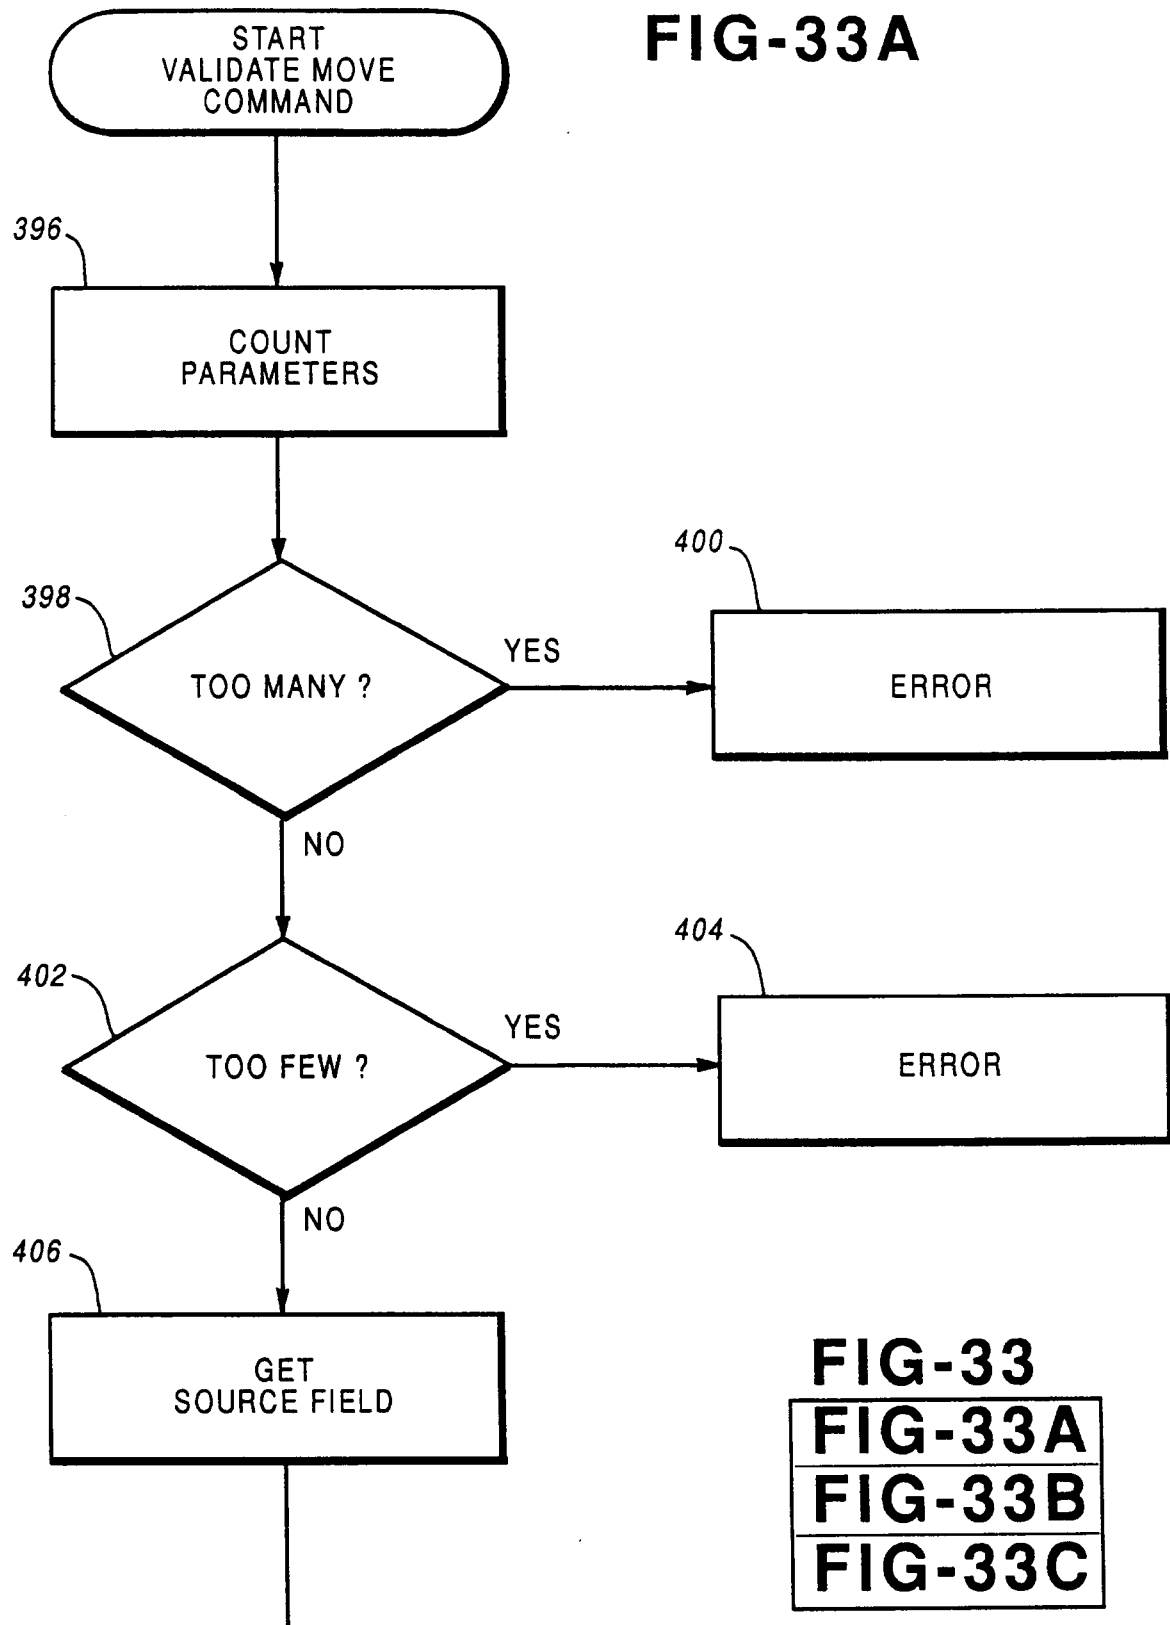 FIG-33A
START
VALIDATE MOVE
COMMAND
396
COUNT
PARAMETERS
398
TOO MANY ?
YES
400
ERROR
NO
402
TOO FEW ?
YES
404
ERROR
NO
406
GET
SOURCE FIELD
FIG-33
FIG-33A
FIG-33B
FIG-33C